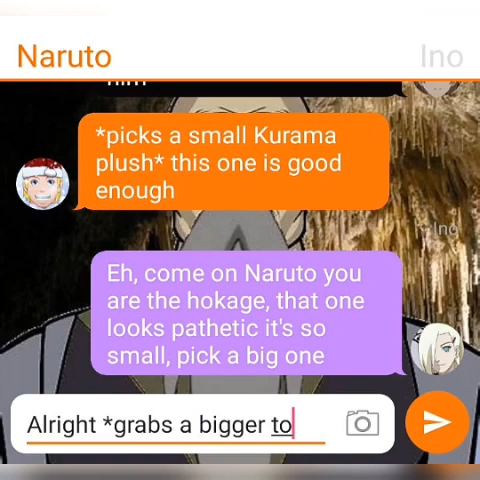 Naruto
Ino
*picks a small Kurama
plush* this one is good
enough
Ino
Eh, come on Naruto you
are the hokage, that one
looks pathetic it's so
small, pick a big one
Alright *grabs a bigger to